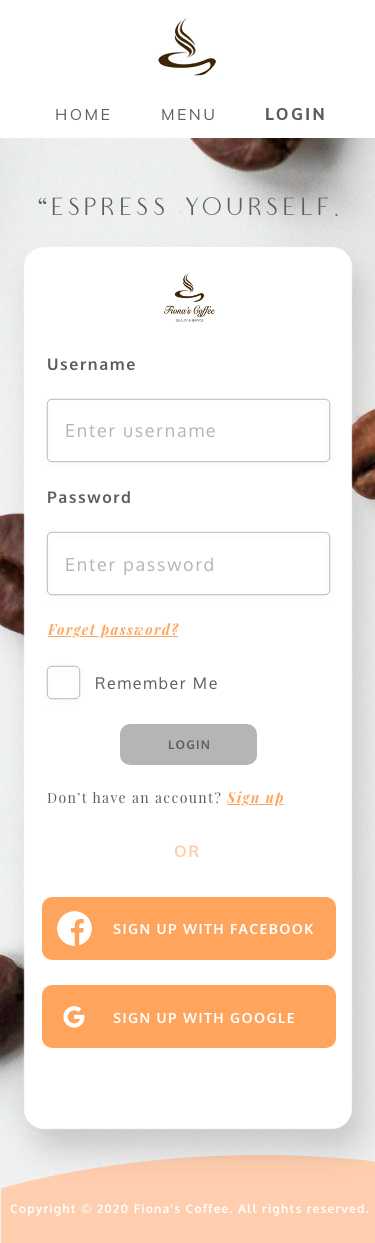 HOME MENU LOGIN
“ESPRESS YOURSELF.
Fiona's Coffee
QUALITY & SERVICE
Username
Enter username
Password
Enter password
Forget password?
Remember Me
LOGIN
Don’t have an account? Sign up
OR
SIGN UP WITH FACEBOOK
SIGN UP WITH GOOGLE
Copyright © 2020 Fiona’s Coffee. All rights reserved.